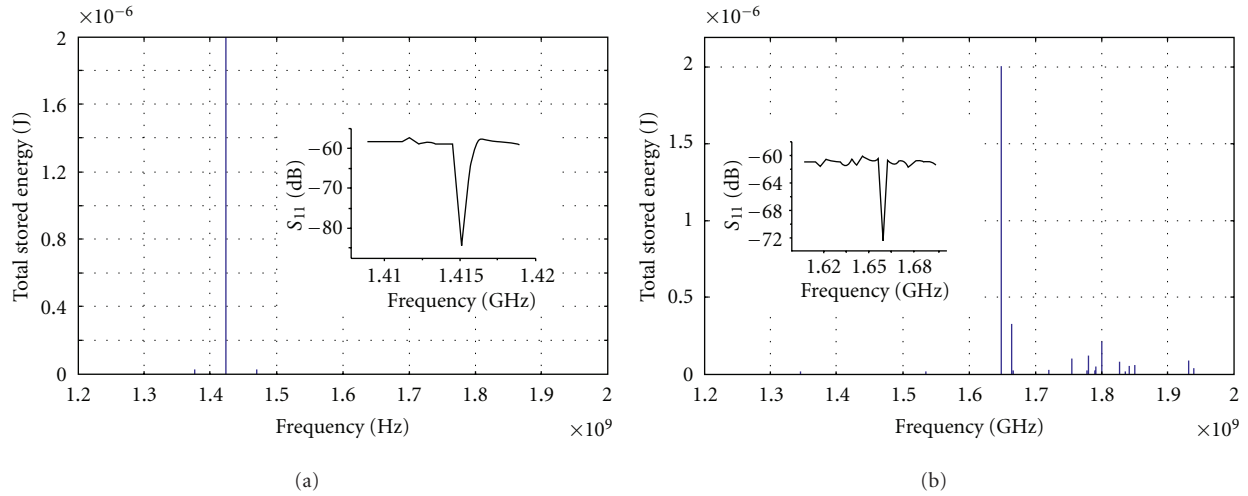 ×10⁻⁶
2
1.6
1.2
0.8
0.4
0
Total stored energy (J)
1.2 1.3 1.4 1.5 1.6 1.7 1.8 1.9 2
Frequency (Hz)
×10⁹
S₁₁ (dB)
−60
−70
−80
1.41 1.415 1.42
Frequency (GHz)
(a)
×10⁻⁶
2
1.5
1
0.5
0
Total stored energy (J)
1.2 1.3 1.4 1.5 1.6 1.7 1.8 1.9 2
Frequency (GHz)
×10⁹
S₁₁ (dB)
−60
−64
−68
−72
1.62 1.66 1.68
Frequency (GHz)
(b)